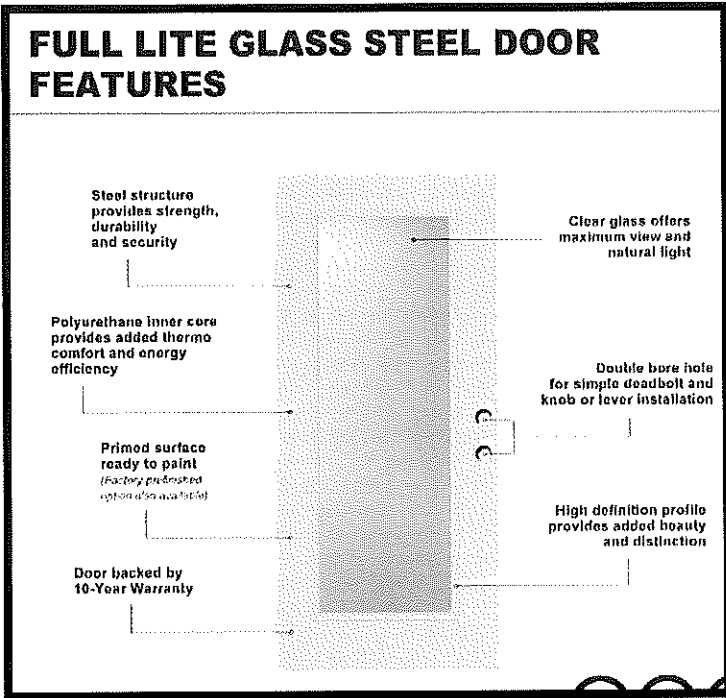 FULL LITE GLASS STEEL DOOR
FEATURES
Steel structure
provides strength,
durability
and security
Clear glass offers
maximum view and
natural light
Polyurethane inner core
provides added thermo
comfort and energy
efficiency
Double bore hole
for simple deadbolt and
knob or lever installation
Primed surface
ready to paint
(Factory prefinished
option also available)
High definition profile
provides added beauty
and distinction
Door backed by
10-Year Warranty